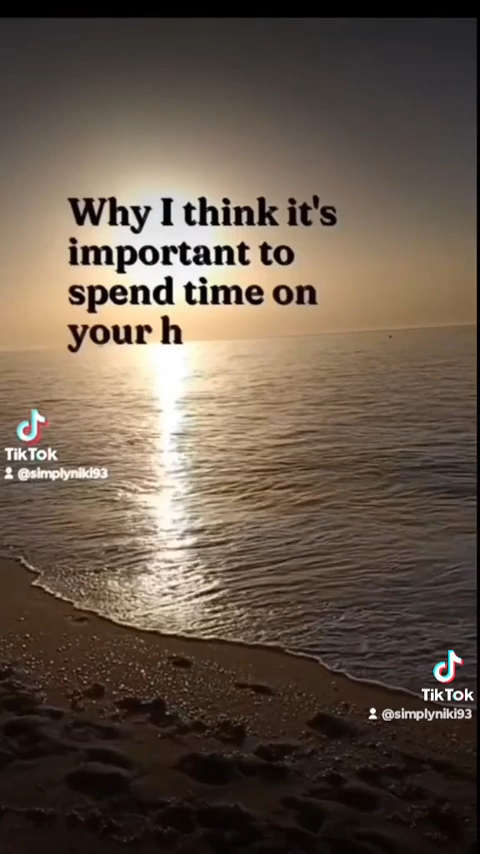 Why I think it's
important to
spend time on
your h
TikTok
@simplyniki93
TikTok
@simplyniki93